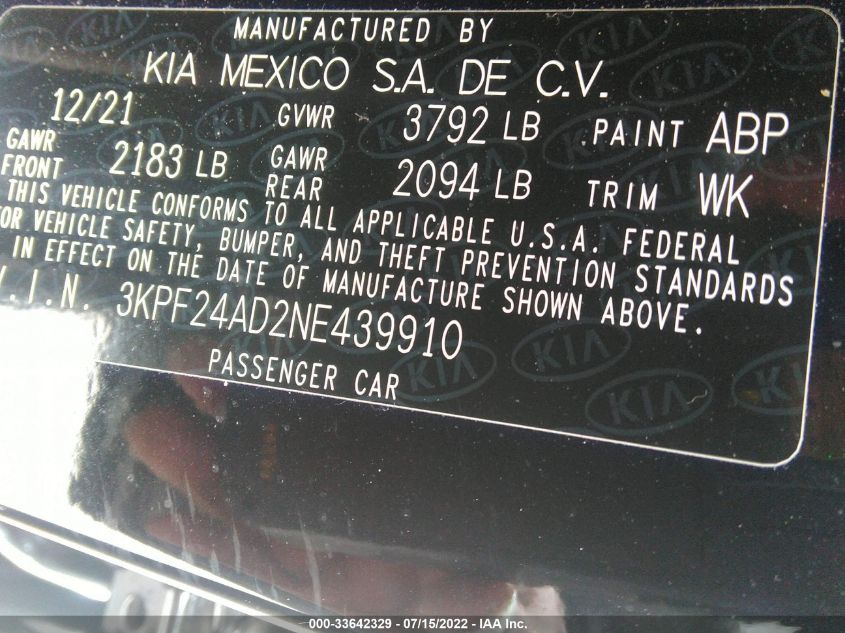 MANUFACTURED BY
KIA MEXICO S.A. DE C.V.
12/21 GVWR 3792 LB PAINT ABP
GAWR FRONT 2183 LB GAWR REAR 2094 LB TRIM WK
THIS VEHICLE CONFORMS TO ALL APPLICABLE U.S.A. FEDERAL
FOR VEHICLE SAFETY, BUMPER, AND THEFT PREVENTION STANDARDS
IN EFFECT ON THE DATE OF MANUFACTURE SHOWN ABOVE.
V.I.N. 3KPF24AD2NE439910
PASSENGER CAR
KIA
000-33642329 - 07/15/2022 - IAA Inc.